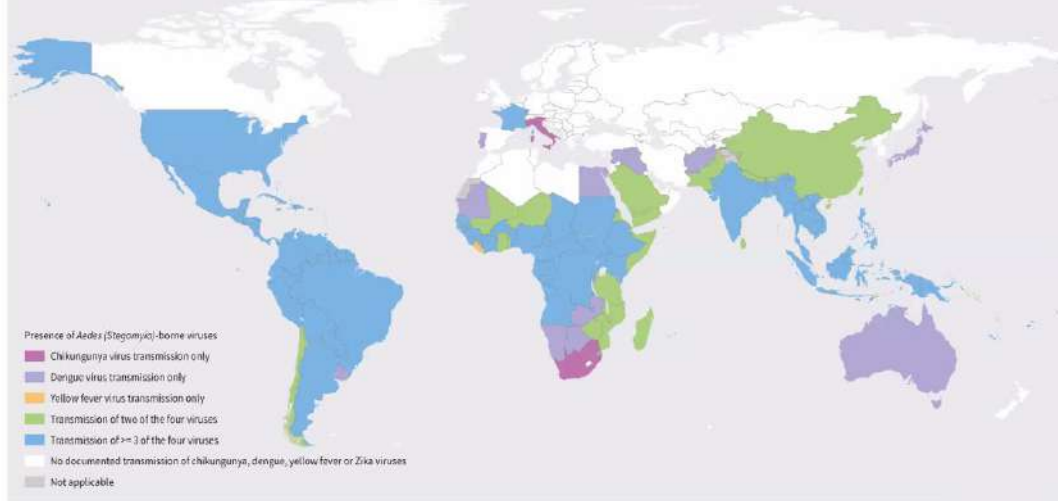 Presence of Aedes (Stegomyia)-borne viruses
Chikungunya virus transmission only
Dengue virus transmission only
Yellow fever virus transmission only
Transmission of two of the four viruses
Transmission of >= 3 of the four viruses
No documented transmission of chikungunya, dengue, yellow fever or Zika viruses
Not applicable